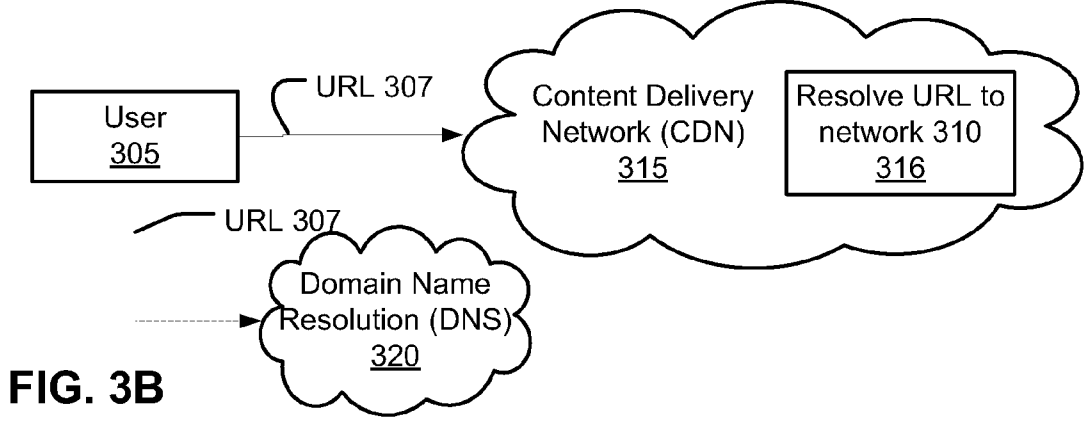 User
305
URL 307
Content Delivery
Network (CDN)
315
Resolve URL to
network 310
316
URL 307
Domain Name
Resolution (DNS)
320
FIG. 3B